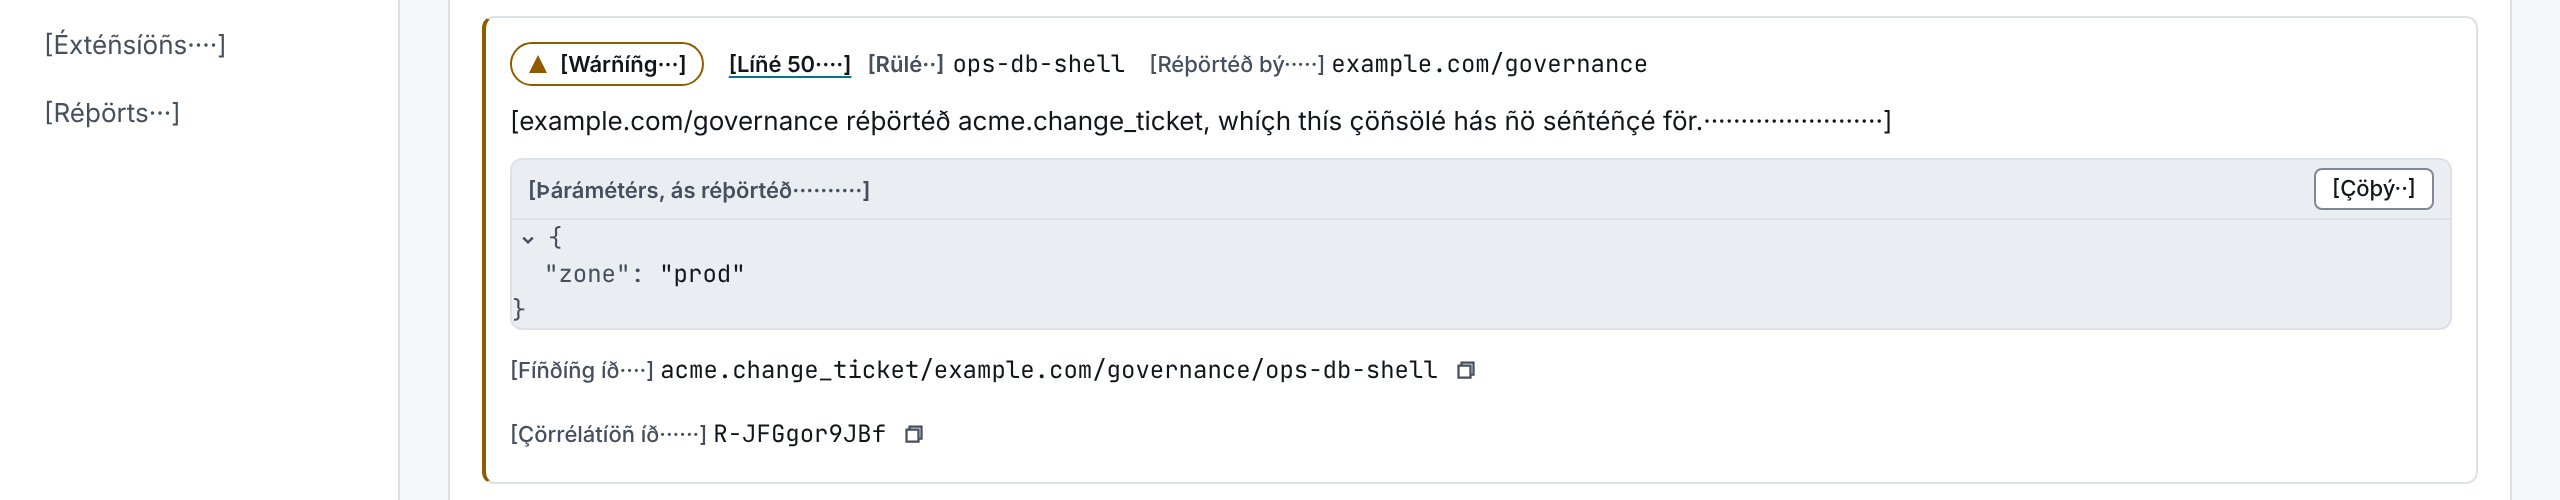 [Éxtéñsíöñs····]
[Réþörts···]
[Wárñíñg···] [Líñé 50····] [Rülé··] ops-db-shell [Réþörtéð bý·····] example.com/governance
[example.com/governance réþörtéð acme.change_ticket, whíçh thís çöñsölé hás ñö séñtéñçé för.························]
[Þárámétérs, ás réþörtéð··········] [Çöþý··]
{
"zone": "prod"
}
[Fíñðíñg íð····] acme.change_ticket/example.com/governance/ops-db-shell
[Çörrélátíöñ íð······] R-JFGgor9JBf